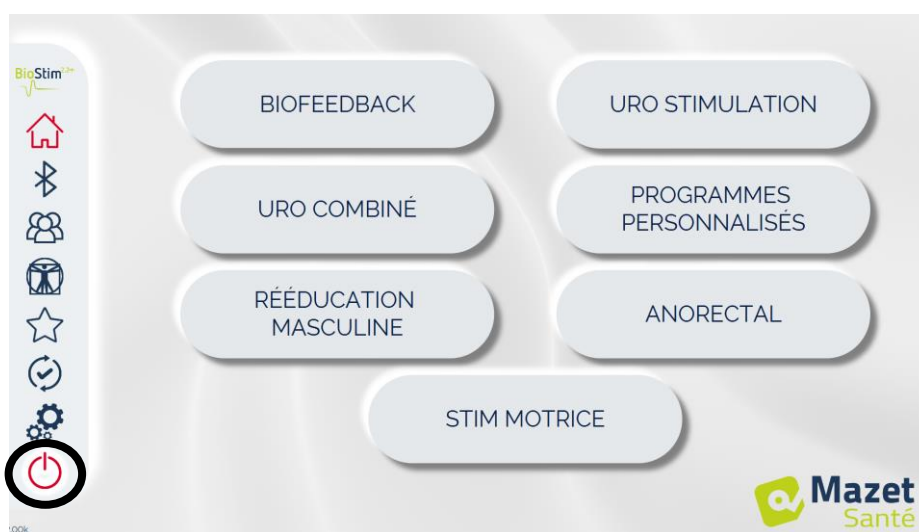 BioStim
BIOFEEDBACK
URO STIMULATION
URO COMBINÉ
PROGRAMMES
PERSONNALISÉS
RÉÉDUCATION
MASCULINE
ANORECTAL
STIM MOTRICE
Mazet
Santé